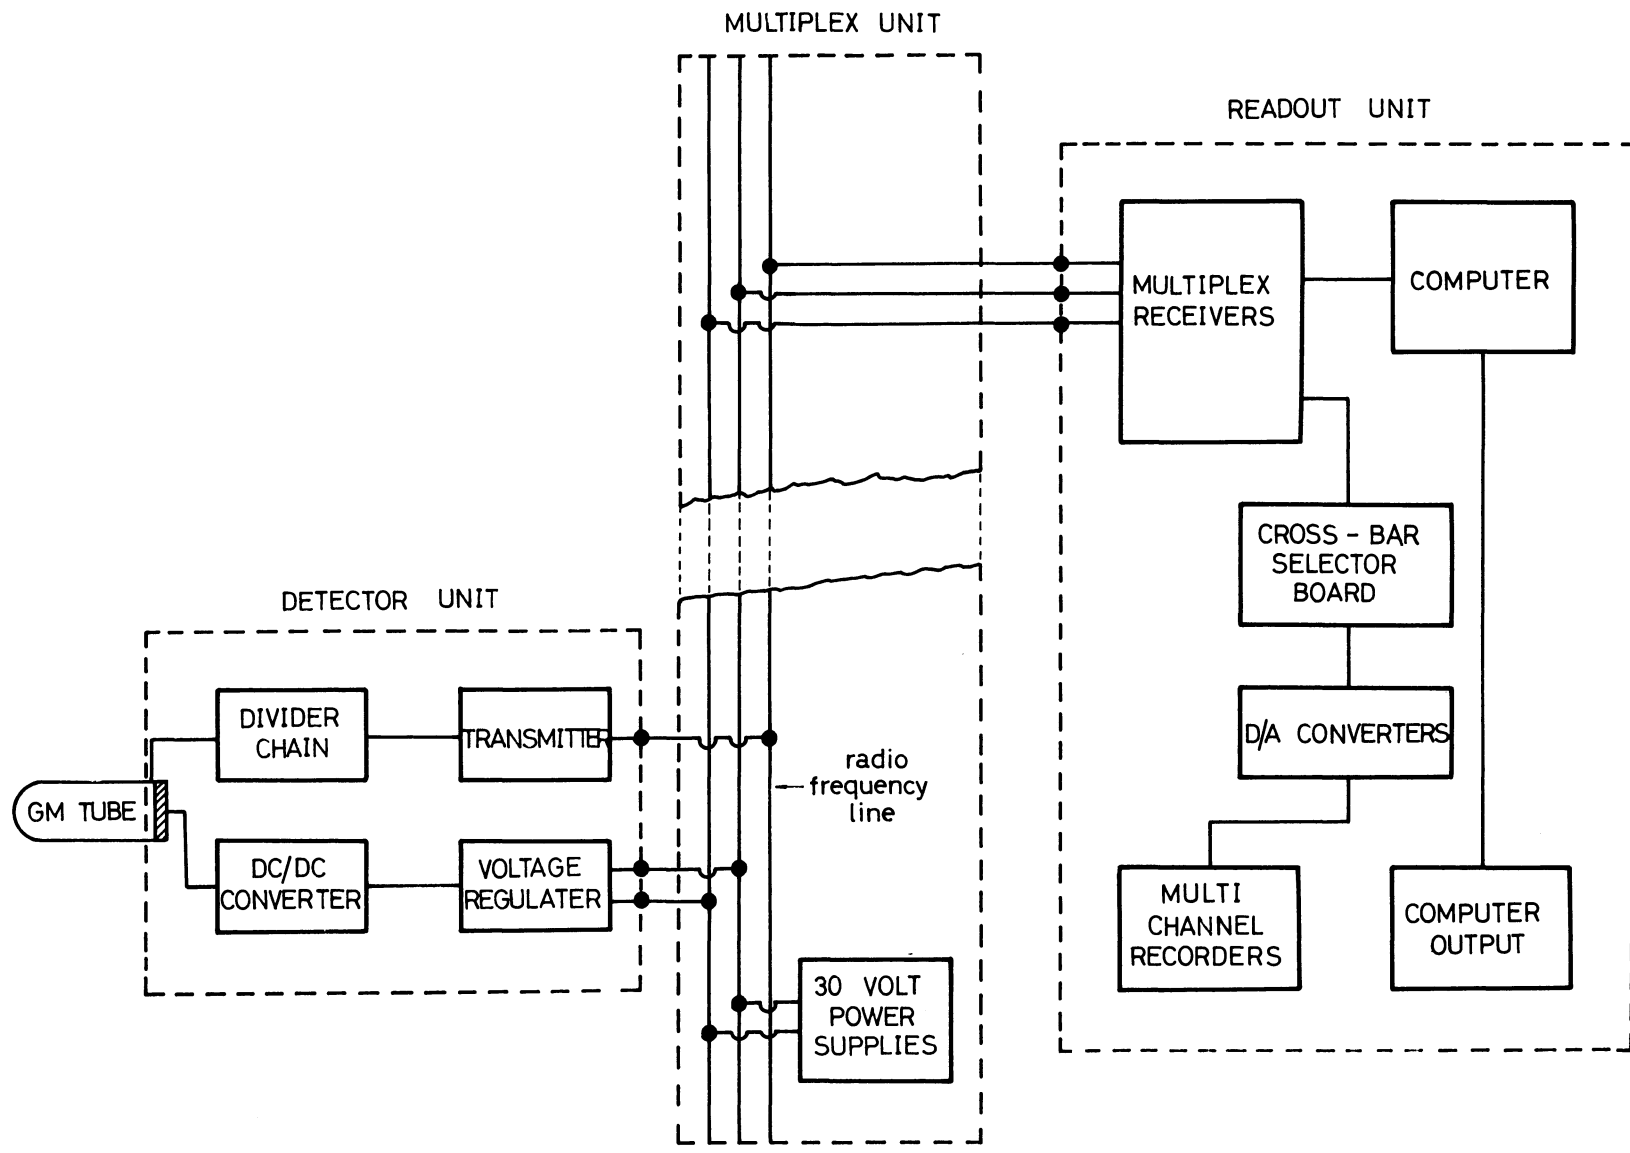 MULTIPLEX UNIT
READOUT UNIT
MULTIPLEX
RECEIVERS
COMPUTER
CROSS - BAR
SELECTOR
BOARD
DETECTOR UNIT
DIVIDER
CHAIN
TRANSMITTER
D/A CONVERTERS
radio
frequency
line
GM TUBE
DC/DC
CONVERTER
VOLTAGE
REGULATER
MULTI
CHANNEL
RECORDERS
COMPUTER
OUTPUT
30 VOLT
POWER
SUPPLIES